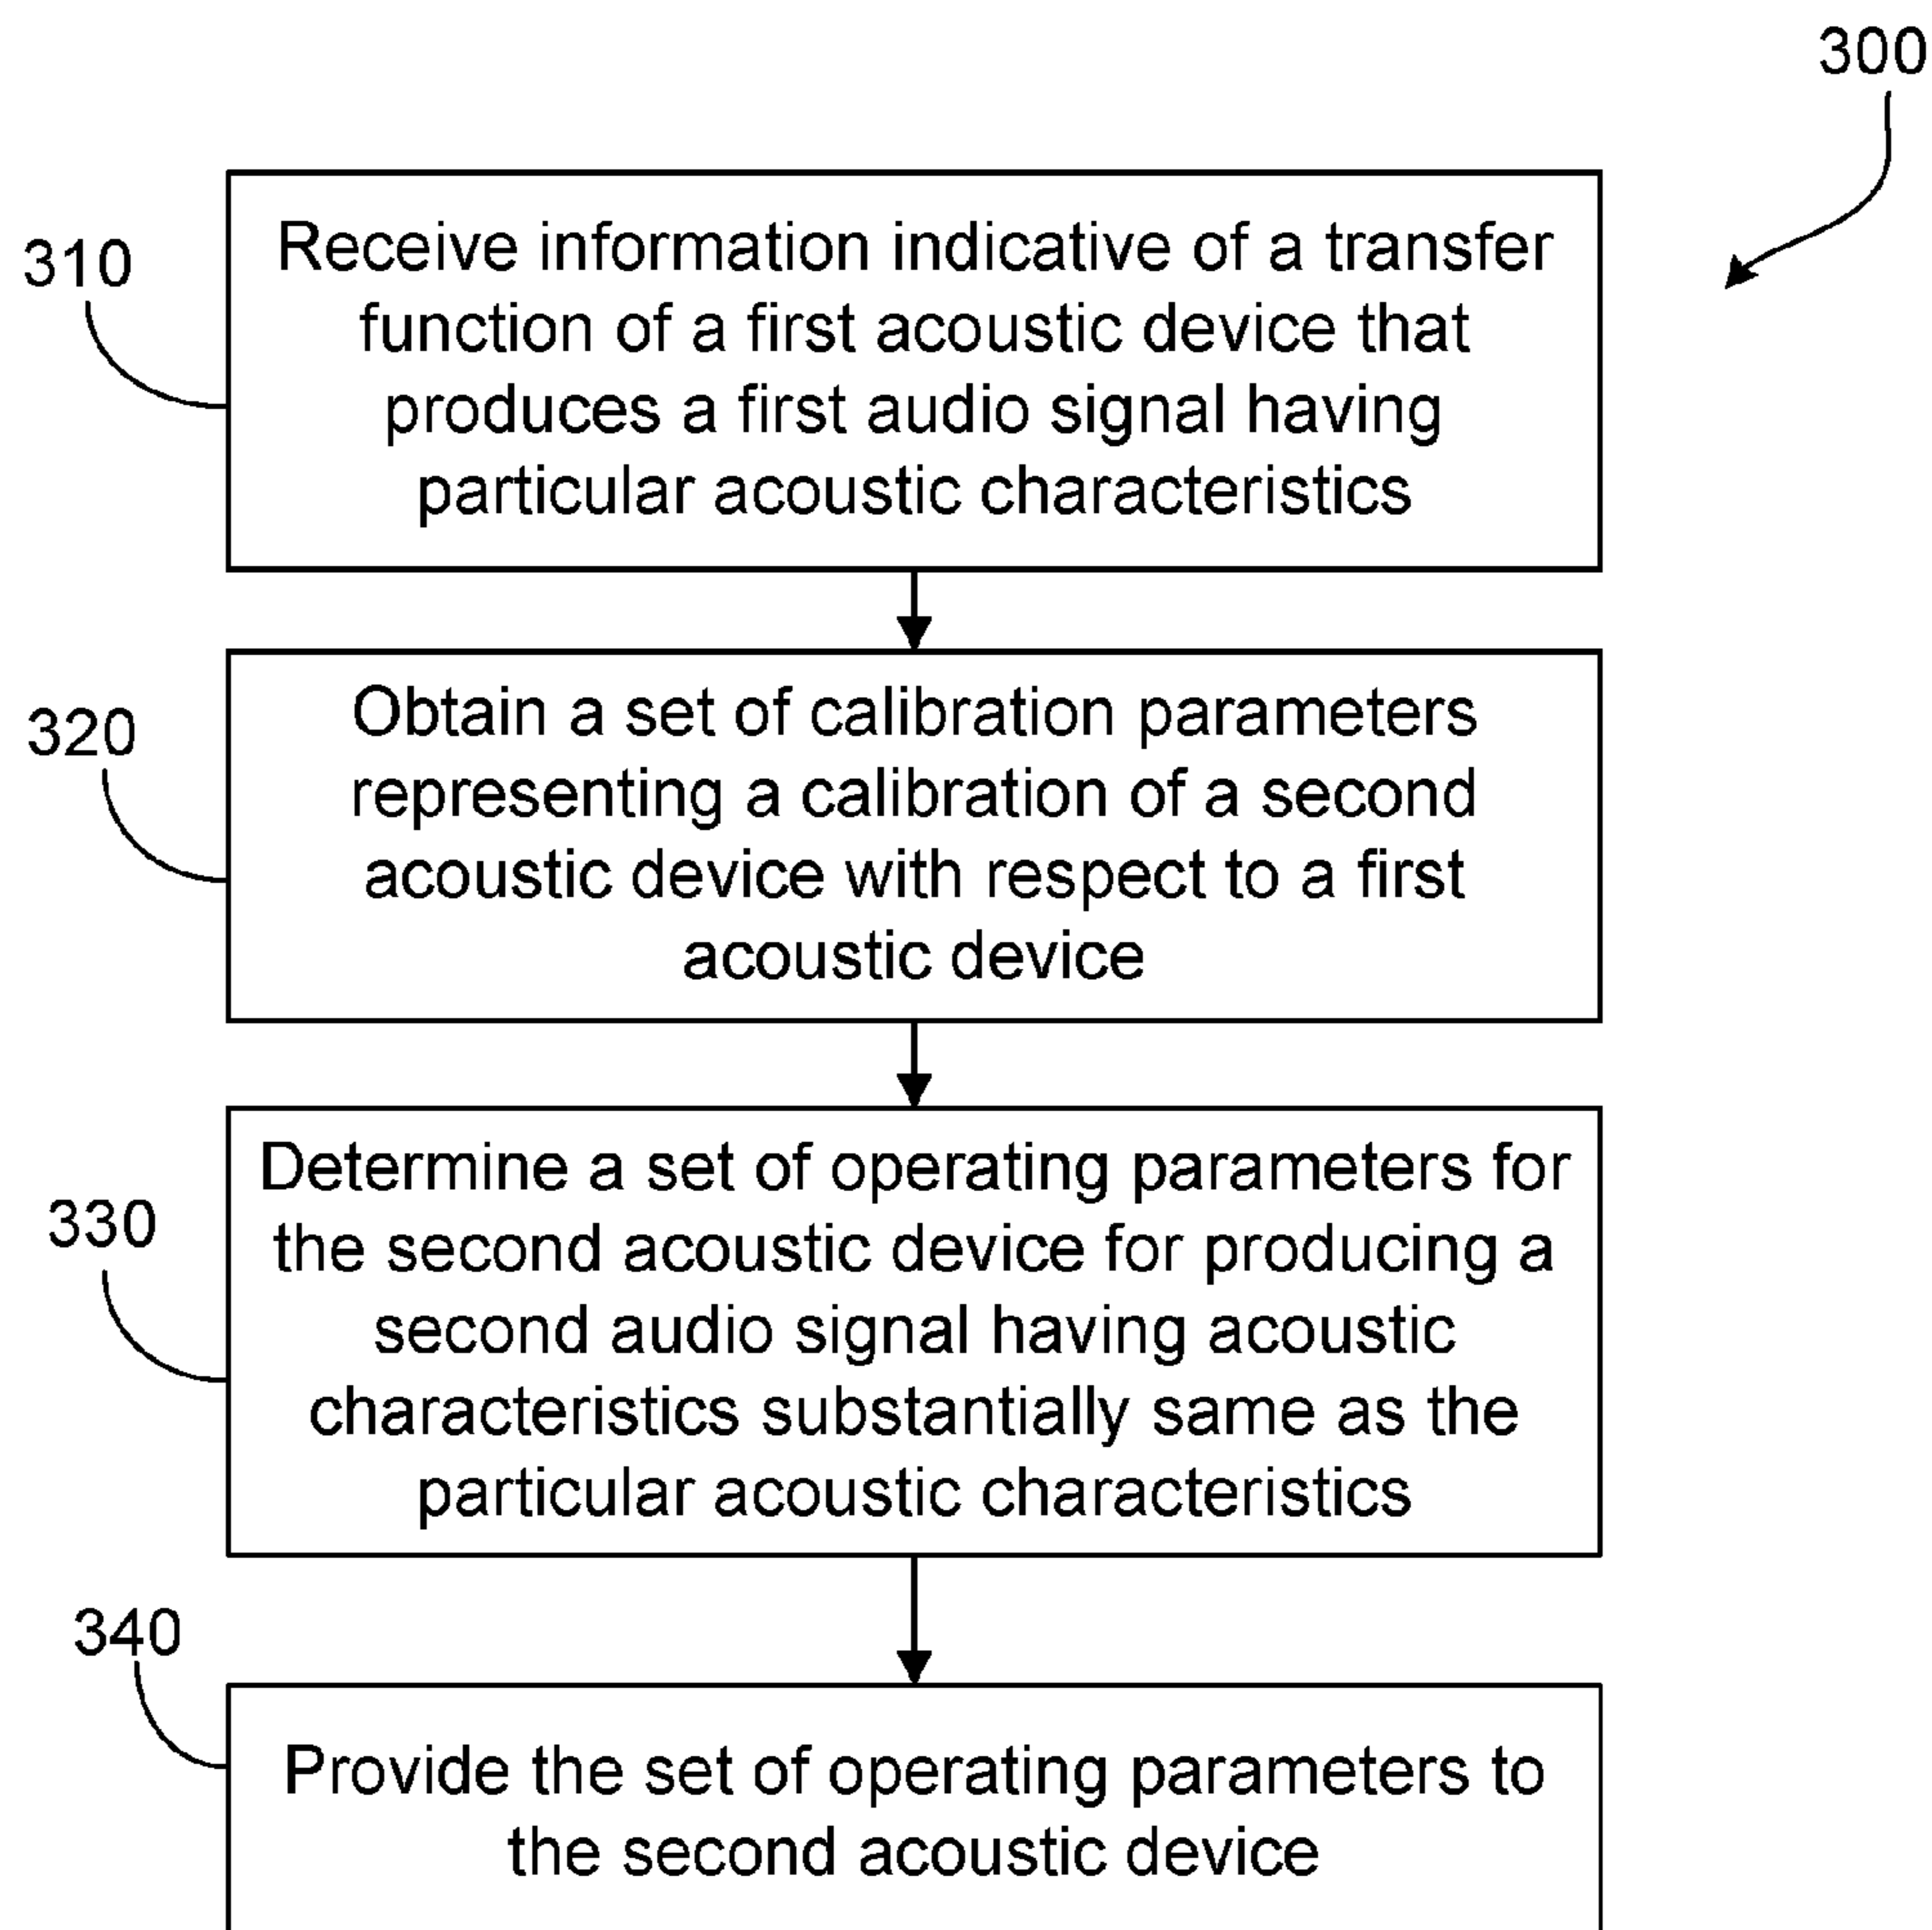 300
310
Receive information indicative of a transfer
function of a first acoustic device that
produces a first audio signal having
particular acoustic characteristics
320
Obtain a set of calibration parameters
representing a calibration of a second
acoustic device with respect to a first
acoustic device
330
Determine a set of operating parameters for
the second acoustic device for producing a
second audio signal having acoustic
characteristics substantially same as the
particular acoustic characteristics
340
Provide the set of operating parameters to
the second acoustic device